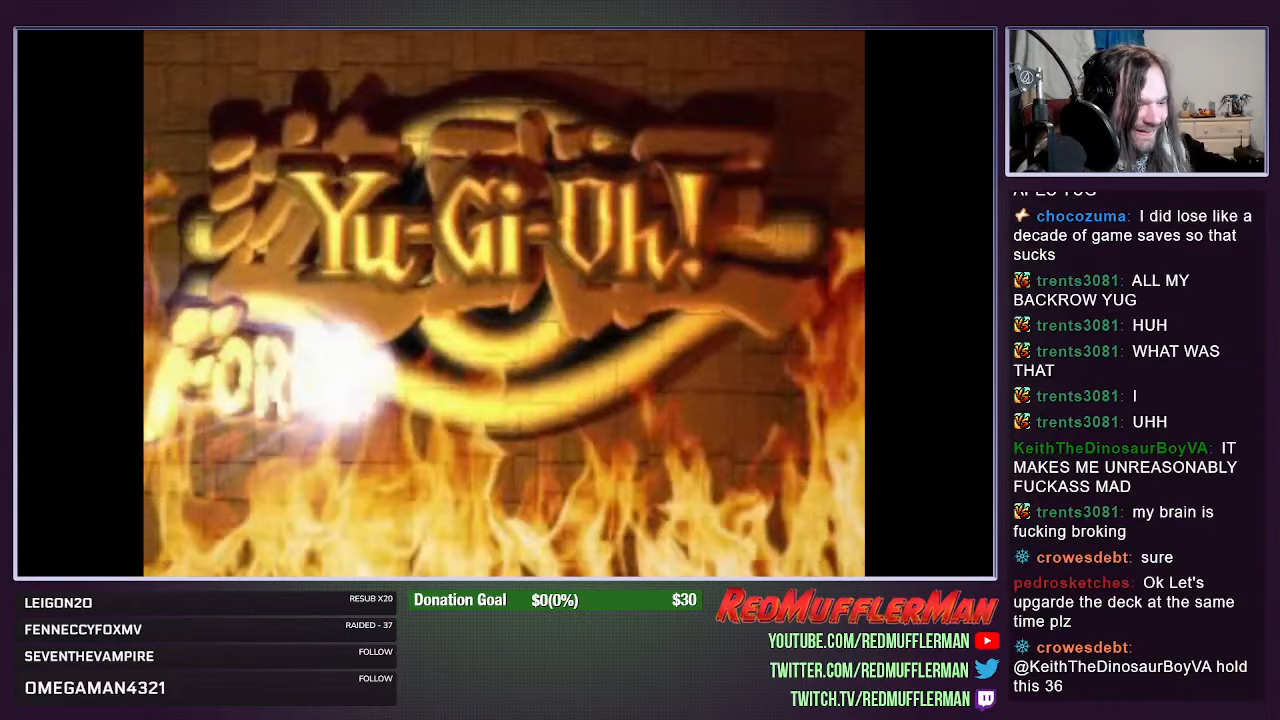 Yu-Gi-Oh!
FOR
chocozuma: I did lose like a
decade of game saves so that
sucks
trents3081: ALL MY
BACKROW YUG
trents3081: HUH
trents3081: WHAT WAS
THAT
trents3081: I
trents3081: UHH
KeithTheDinosaurBoyVA: IT
MAKES ME UNREASONABLY
FUCKASS MAD
trents3081: my brain is
fucking broking
crowesdebt: sure
pedrosketches: Ok Let's
upgarde the deck at the same
time plz
crowesdebt:
@KeithTheDinosaurBoyVA hold
this 36
LEIGON20 RESUB X20
FENNECCYFOXMV RAIDED - 37
SEVENTHEVAMPIRE FOLLOW
OMEGAMAN4321 FOLLOW
Donation Goal $0(0%) $30
REDMUFFLERMAN
YOUTUBE.COM/REDMUFFLERMAN
TWITTER.COM/REDMUFFLERMAN
TWITCH.TV/REDMUFFLERMAN